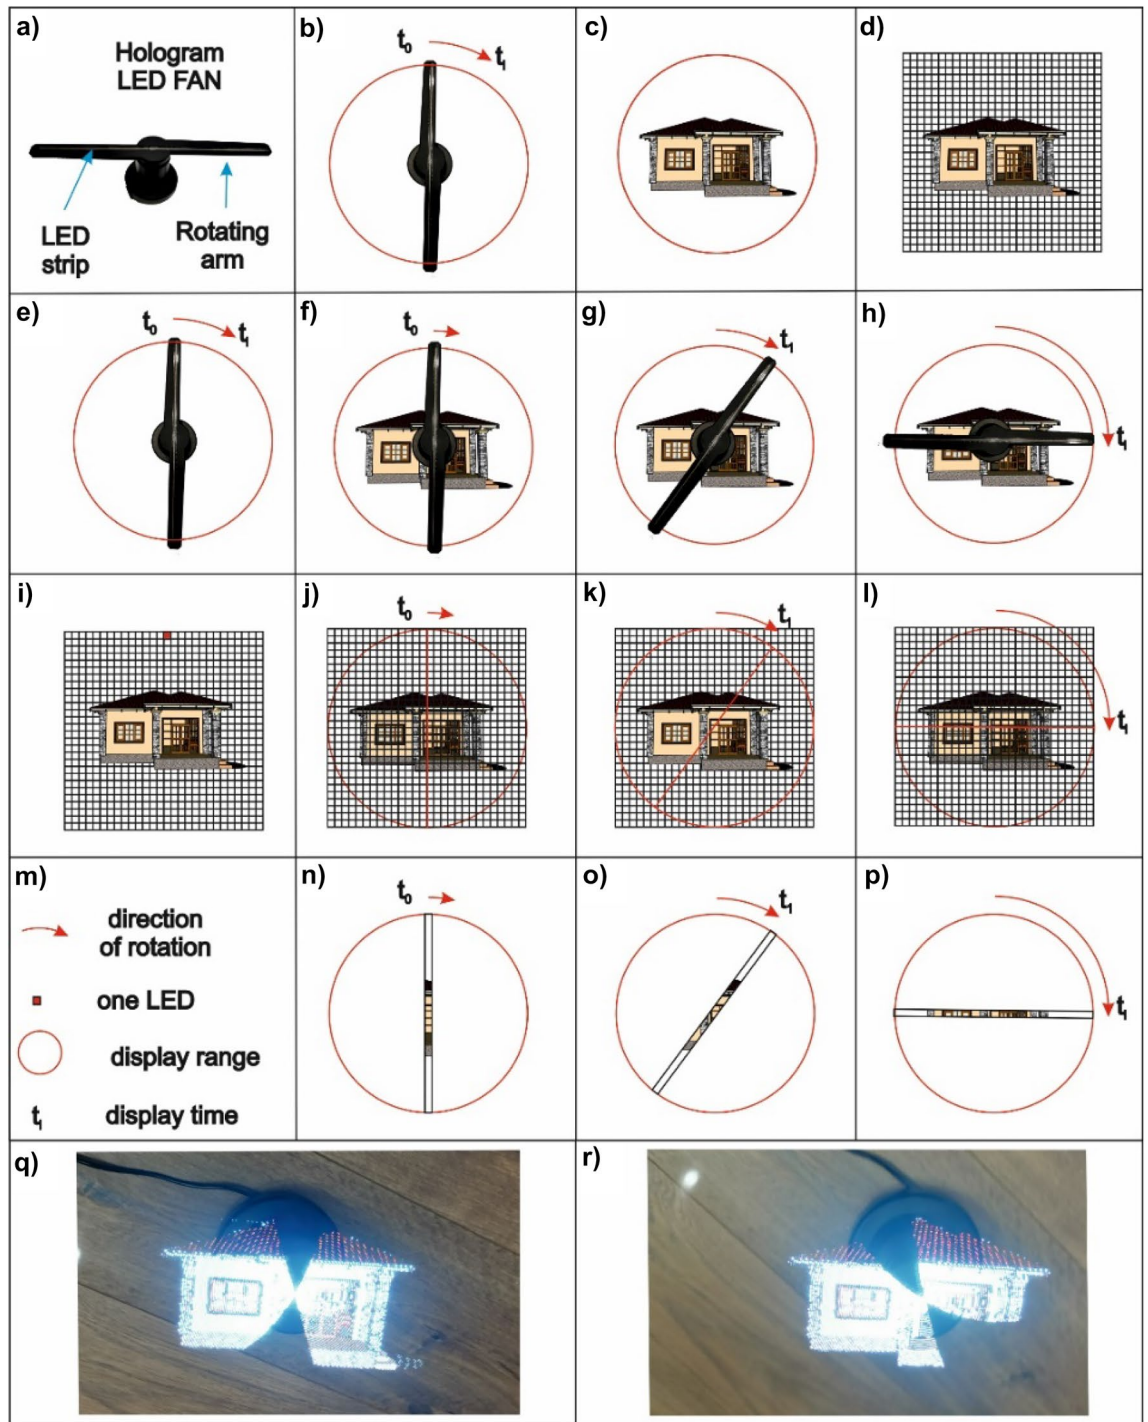 a)
Hologram
LED FAN
LED
strip
Rotating
arm
b)
t₀
t₁
c)
d)
e)
t₀
t₁
f)
t₀
g)
t₁
h)
t₁
i)
j)
t₀
k)
t₁
l)
t₁
m)
direction
of rotation
one LED
display range
t₁ display time
n)
t₀
o)
t₁
p)
t₁
q)
r)